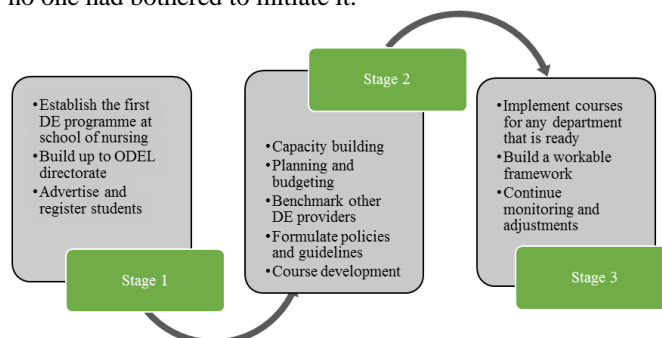 no one had bothered to initiate it.
•Establish the first
DE programme at
school of nursing
•Build up to ODEL
directorate
•Advertise and
register students
Stage 1
Stage 2
•Capacity building
•Planning and
budgeting
•Benchmark other
DE providers
•Formulate policies
and guidelines
•Course development
•Implement courses
for any department
that is ready
•Build a workable
framework
•Continue
monitoring and
adjustments
Stage 3